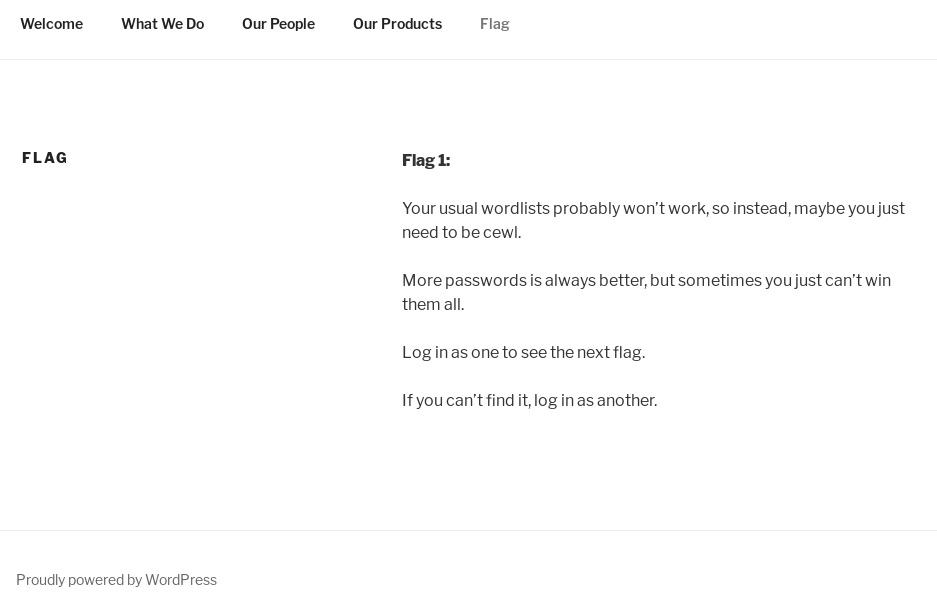 Welcome What We Do Our People Our Products Flag
FLAG
Flag 1:
Your usual wordlists probably won’t work, so instead, maybe you just
need to be cewl.
More passwords is always better, but sometimes you just can’t win
them all.
Log in as one to see the next flag.
If you can’t find it, log in as another.
Proudly powered by WordPress